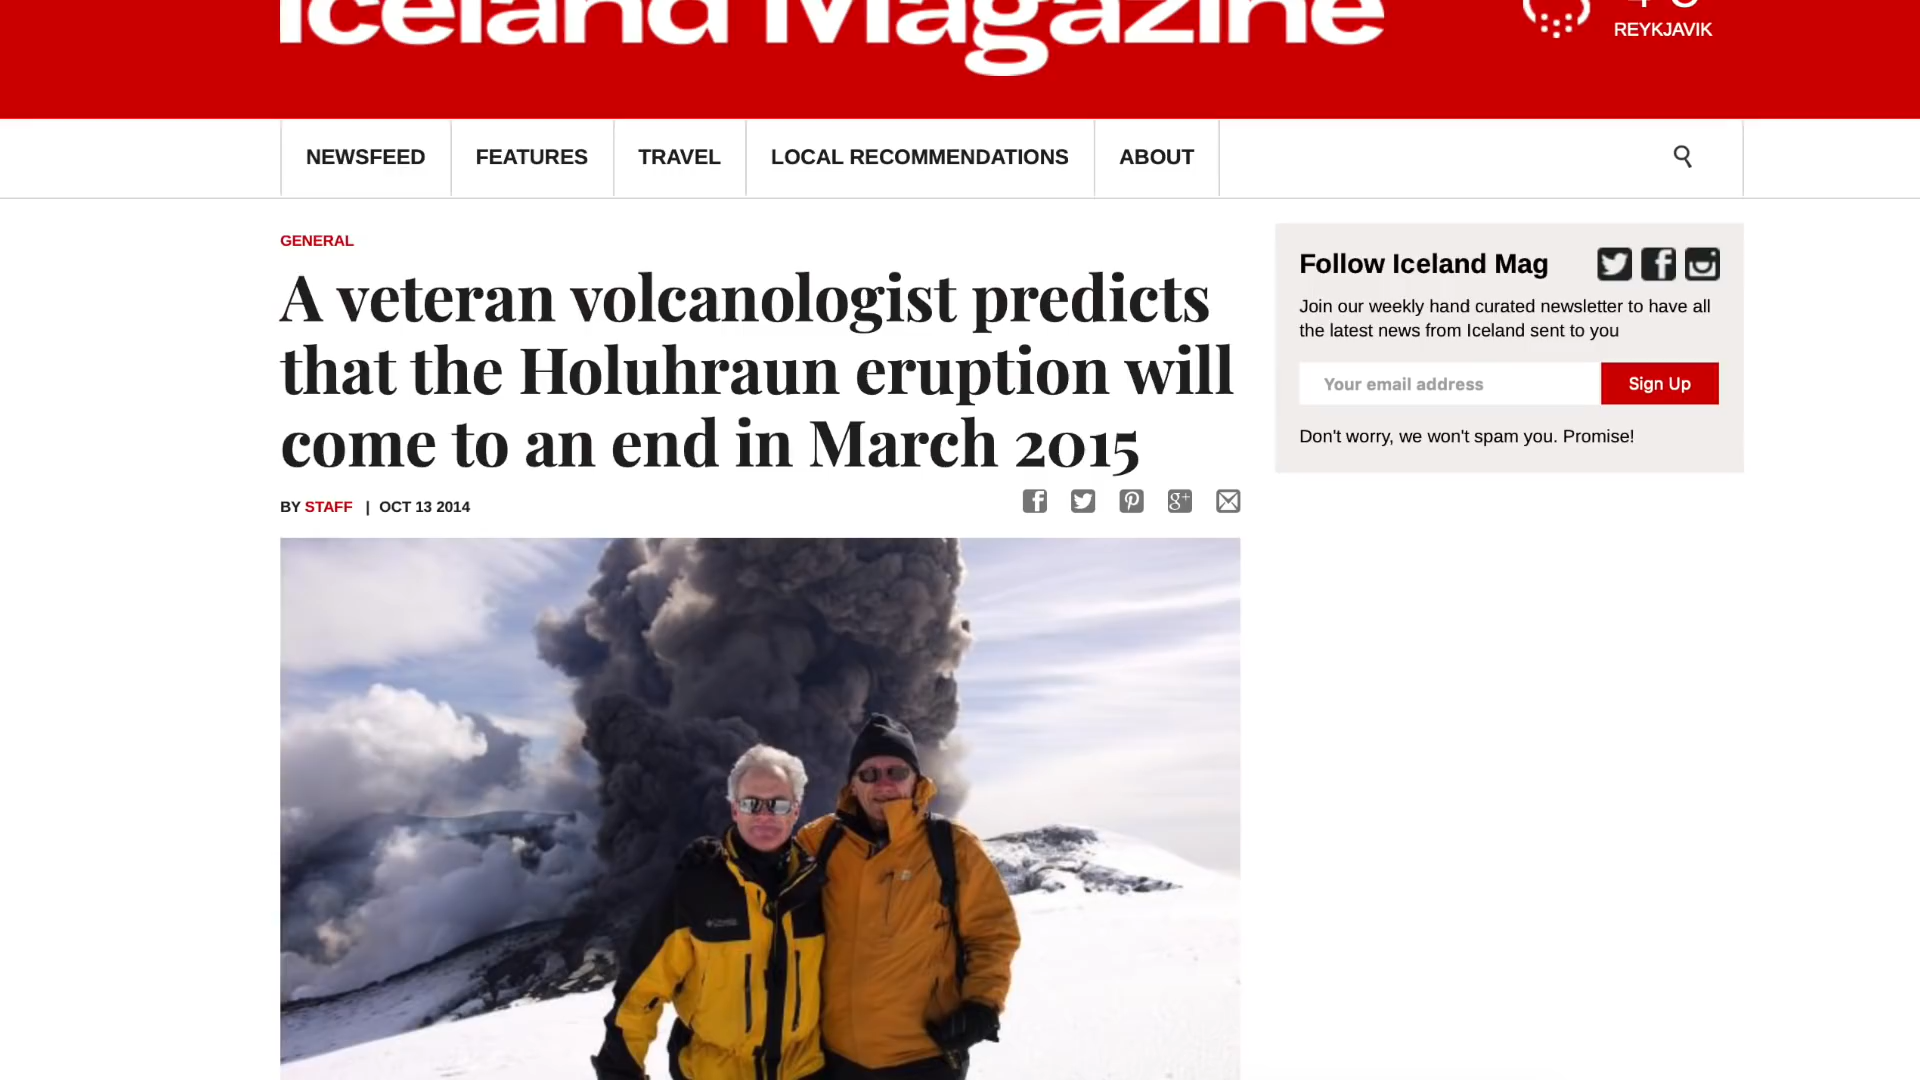 Iceland Magazine
REYKJAVIK
NEWSFEED
FEATURES
TRAVEL
LOCAL RECOMMENDATIONS
ABOUT
GENERAL
A veteran volcanologist predicts
that the Holuhraun eruption will
come to an end in March 2015
BY STAFF | OCT 13 2014
Follow Iceland Mag
Join our weekly hand curated newsletter to have all
the latest news from Iceland sent to you
Your email address
Sign Up
Don't worry, we won't spam you. Promise!